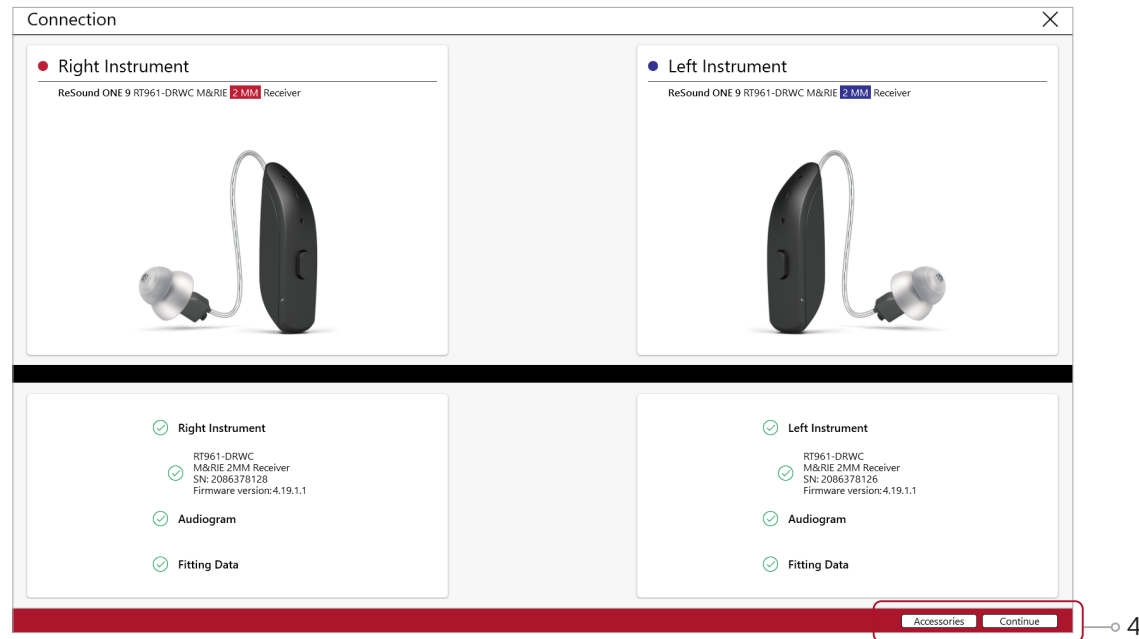 Connection
Right Instrument
ReSound ONE 9 RT961-DRWC M&RIE 2 MM Receiver
Left Instrument
ReSound ONE 9 RT961-DRWC M&RIE 2 MM Receiver
Right Instrument
RT961-DRWC
M&RIE 2MM Receiver
SN: 2086378128
Firmware version:4.19.1.1
Audiogram
Fitting Data
Left Instrument
RT961-DRWC
M&RIE 2MM Receiver
SN: 2086378126
Firmware version:4.19.1.1
Audiogram
Fitting Data
Accessories
Continue
4